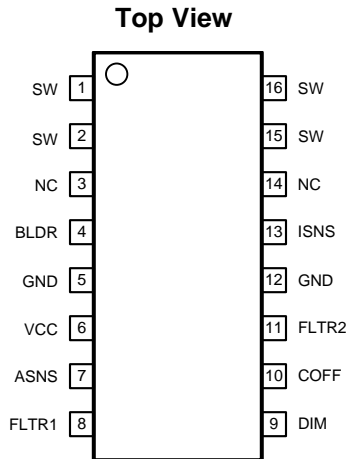 Top View
SW 1 16 SW
SW 2 15 SW
NC 3 14 NC
BLDR 4 13 ISNS
GND 5 12 GND
VCC 6 11 FLTR2
ASNS 7 10 COFF
FLTR1 8 9 DIM